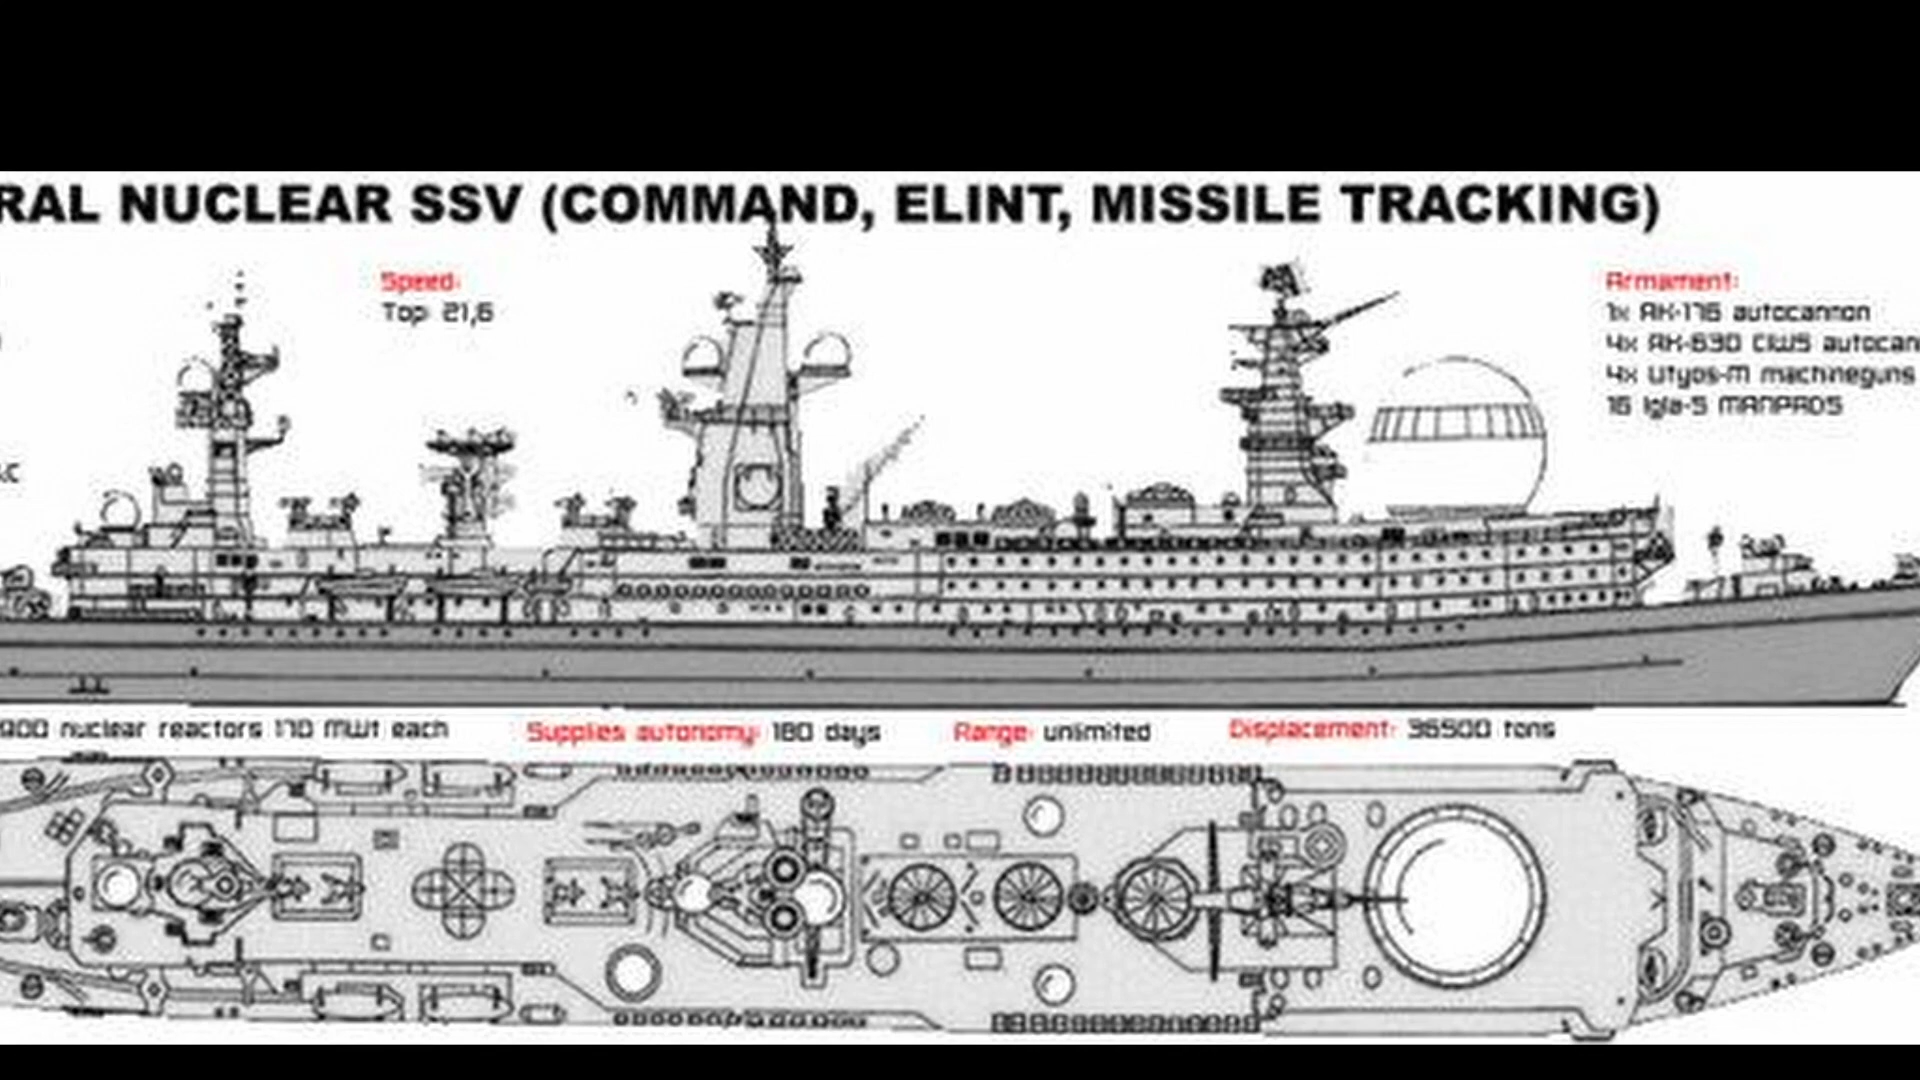 RAL NUCLEAR SSV (COMMAND, ELINT, MISSILE TRACKING)
Speed:
Top 21,6
Armament:
1x AK-176 autocannon
4x AK-630 CIWS autocan
4x Utyos-M machineguns
16 Igla-S MANPADS
900 nuclear reactors 170 MWt each
Supplies autonomy: 180 days
Range: unlimited
Displacement: 36500 tons